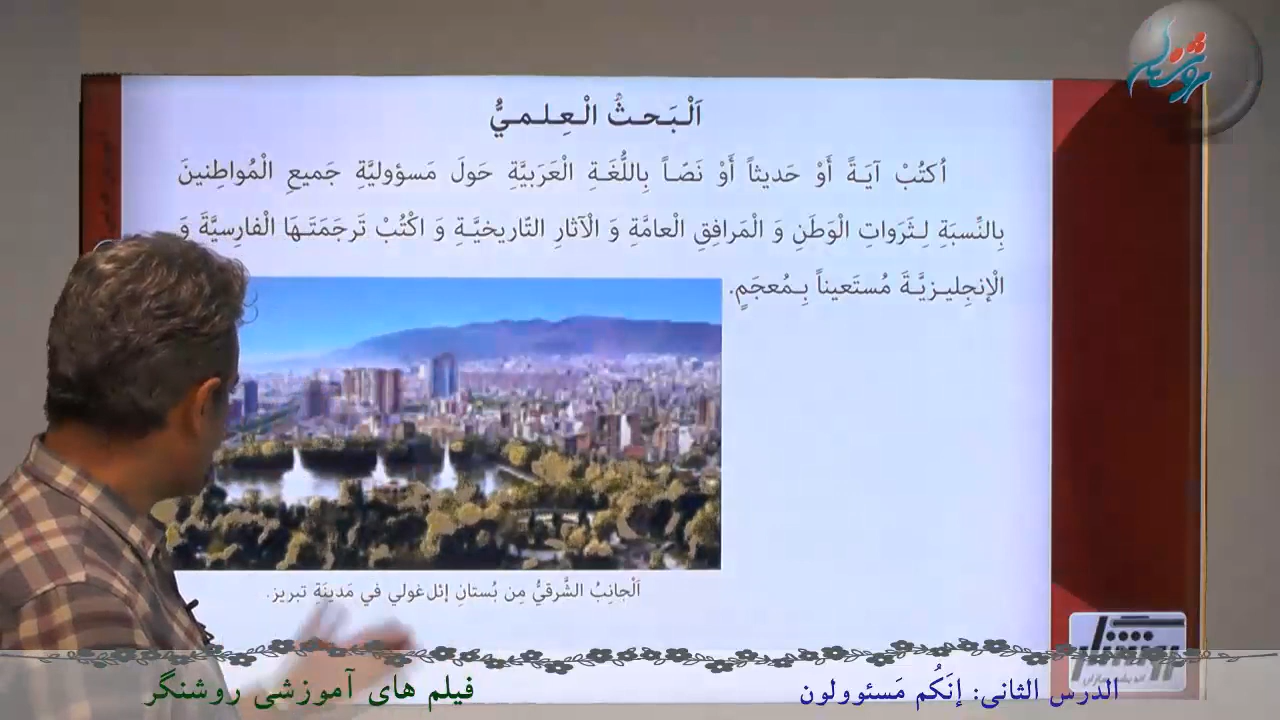 روشنگر
اَلْبَحثُ الْعِلميُّ
اُكتُبْ آيَةً أَوْ حَديثاً أَوْ نَصّاً بِاللُّغَةِ الْعَرَبيَّةِ حَولَ مَسؤوليَّةِ جَميعِ الْمُواطِنينَ
بِالنِّسبَةِ لِثَرَواتِ الْوَطَنِ وَ الْمَرافِقِ الْعامَّةِ وَ الْآثارِ التّاريخيَّةِ وَ اكْتُبْ تَرجَمَتَهَا الْفارِسيَّةَ وَ
الْإنجِليزيَّةَ مُستَعيناً بِمُعجَمٍ.
اَلْجانِبُ الشَّرقيُّ مِن بُستانِ إئل‌غولي في مَدينَةِ تبريز.
الدرس الثانی: إنَکُم مَسئوولون
فیلم های آموزشی روشنگر